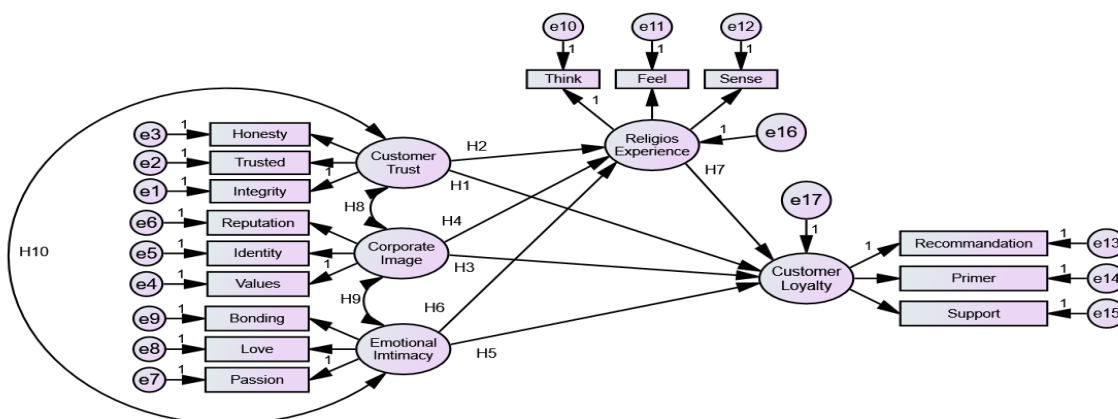 e10
e11
e12
1
1
1
Think
Feel
Sense
1
Religios
Experience
1
e16
e3
1
Honesty
e2
1
Trusted
e1
1
Integrity
1
Customer
Trust
H2
H1
H7
H8
e6
1
Reputation
e5
1
Identity
e4
1
Values
1
Corporate
Image
H4
H3
H10
H9
H6
e9
1
Bonding
e8
1
Love
e7
1
Passion
1
Emotional
Imtimacy
H5
e17
1
Customer
Loyalty
1
Recommandation
1
e13
Primer
1
e14
Support
1
e15